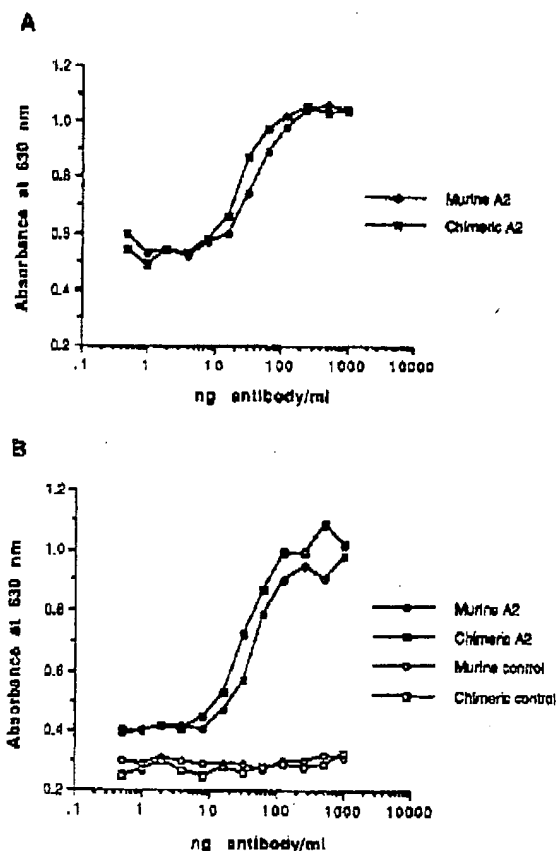 A
1.2
1.0
0.8
0.6
0.4
0.2
Absorbance at 630 nm
.1 1 10 100 1000 10000
ng antibody/ml
Murine A2
Chimeric A2
B
1.2
1.0
0.8
0.6
0.4
0.2
Absorbance at 630 nm
.1 1 10 100 1000 10000
ng antibody/ml
Murine A2
Chimeric A2
Murine control
Chimeric control